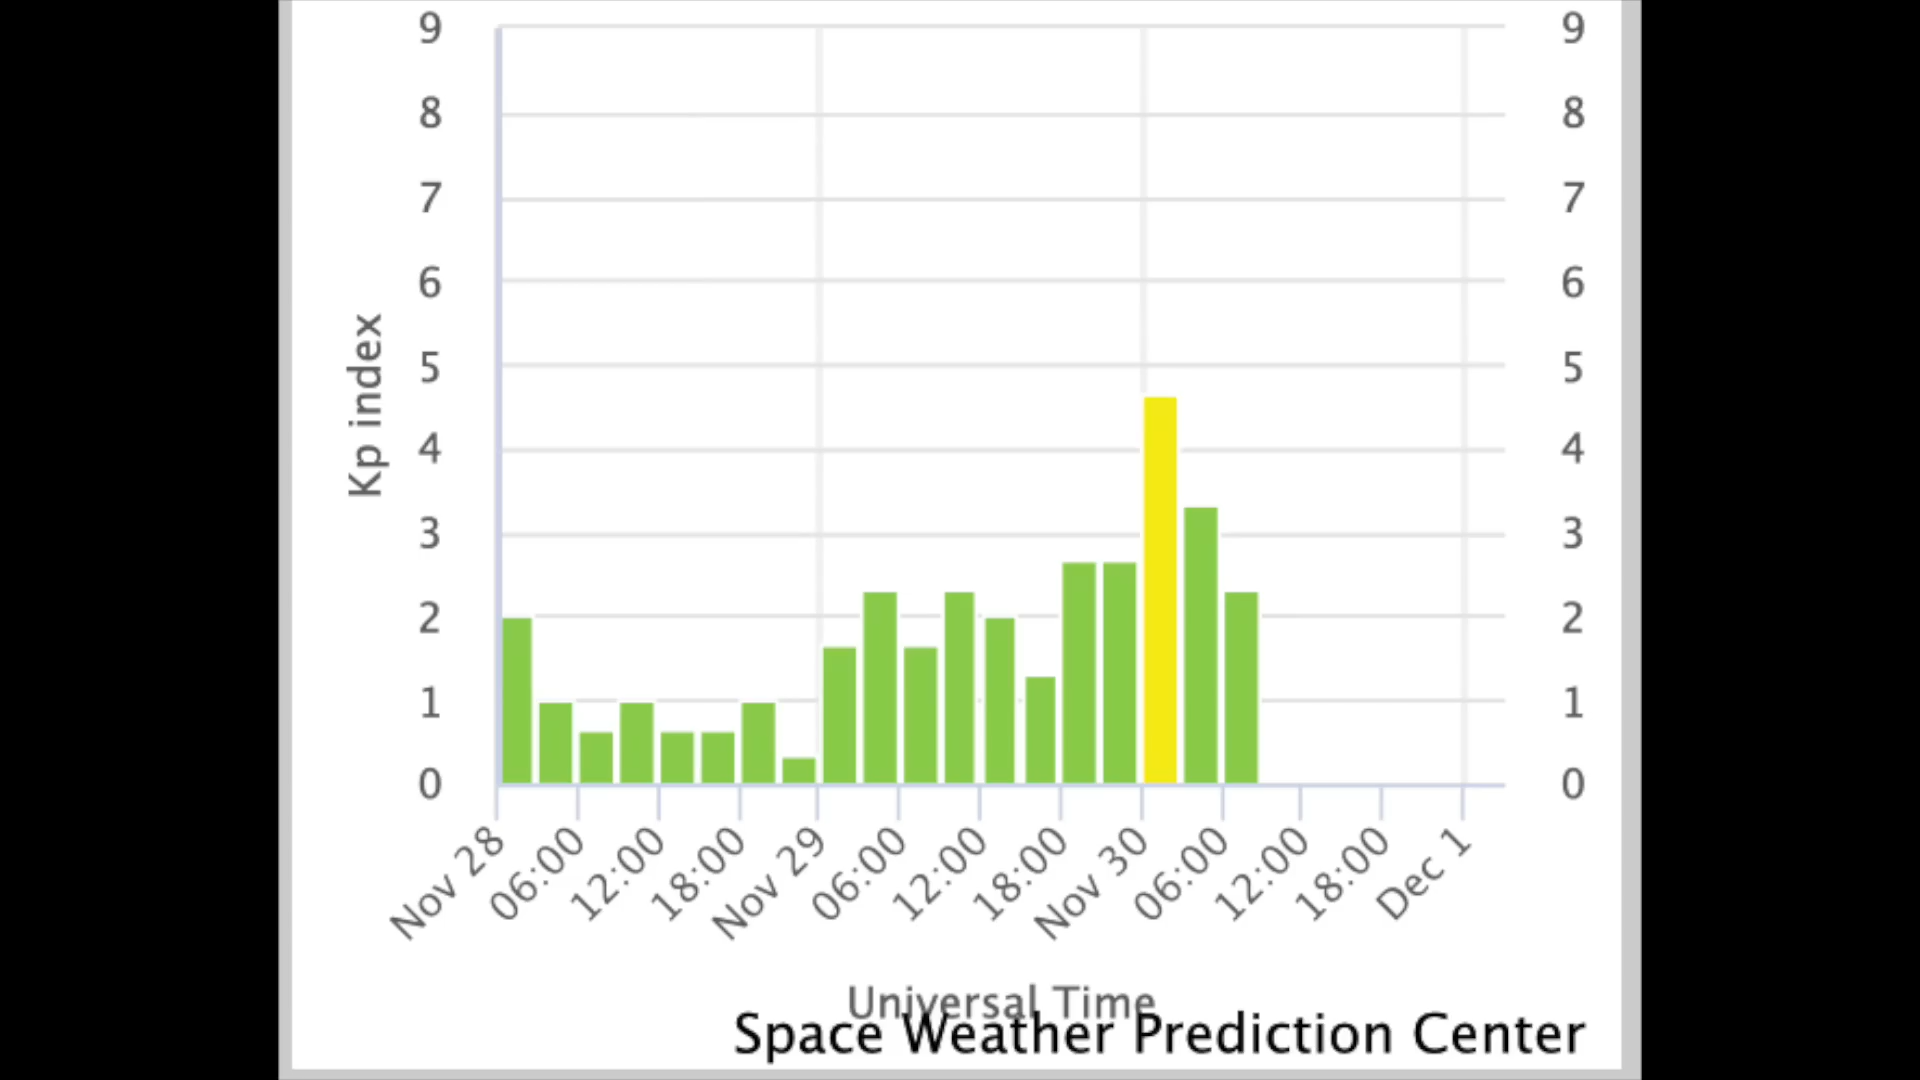 9 9
8 8
7 7
6 6
5 5
4 4
3 3
2 2
1 1
0 0
Kp index
Nov 28 06:00 12:00 18:00 Nov 29 06:00 12:00 18:00 Nov 30 06:00 12:00 18:00 Dec 1
Universal Time
Space Weather Prediction Center